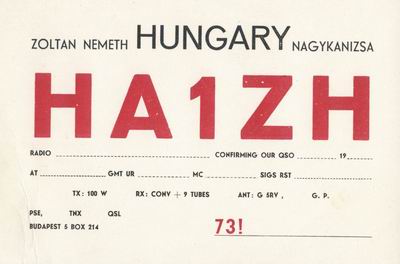 ZOLTAN NEMETH HUNGARY NAGYKANIZSA
HA1ZH
RADIO CONFIRMING OUR QSO 19
AT GMT UR MC SIGS RST
TX: 100 W RX: CONV + 9 TUBES ANT: G 5RV , G. P.
PSE, TNX QSL
BUDAPEST 5 BOX 214
73!